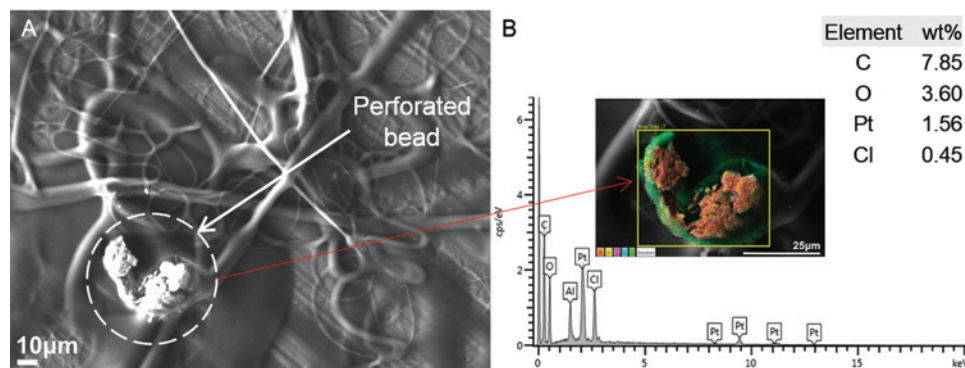 A
Perforated
bead
10µm
B
Element wt%
C 7.85
O 3.60
Pt 1.56
Cl 0.45
25µm
6
4
2
0
cps/eV
C
O
Al
Pt
Cl
Pt
Pt
Pt
Pt
0
5
10
15